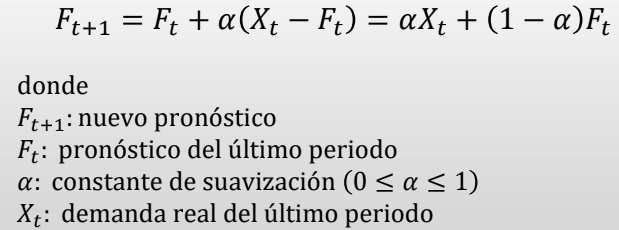 F_{t+1} = F_t + α(X_t − F_t) = αX_t + (1 − α)F_t
donde
F_{t+1}: nuevo pronóstico
F_t: pronóstico del último periodo
α: constante de suavización (0 ≤ α ≤ 1)
X_t: demanda real del último periodo